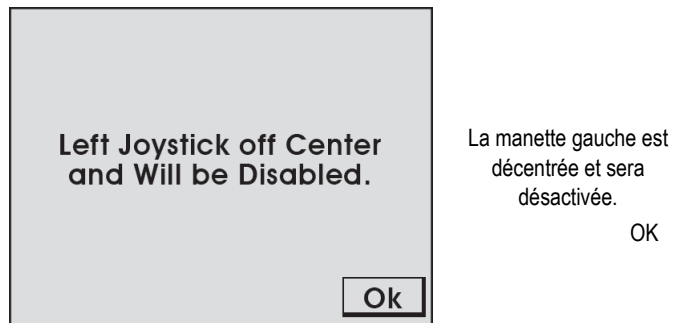 Left Joystick off Center
and Will be Disabled.
Ok
La manette gauche est
décentrée et sera
désactivée.
OK